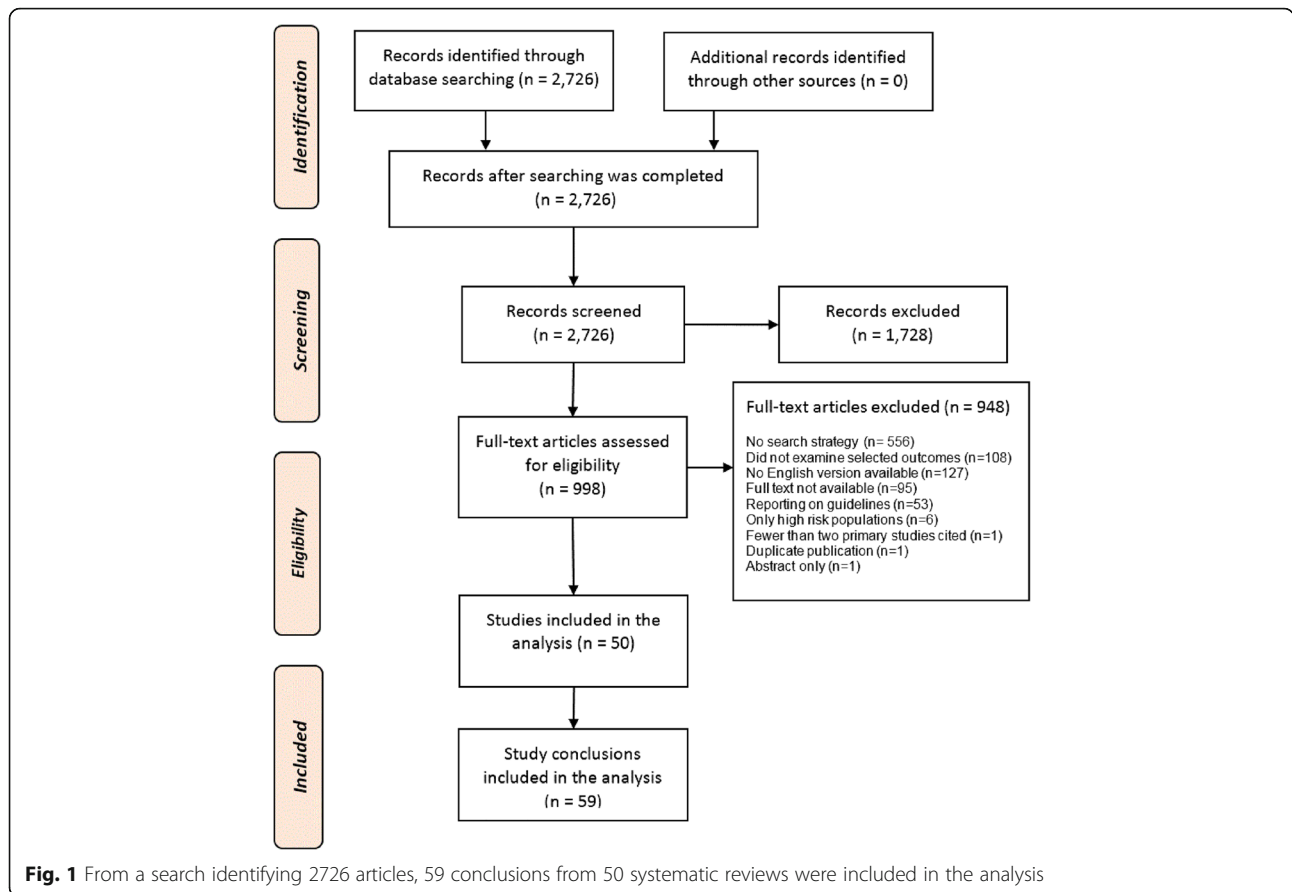 Identification
Records identified through
database searching (n = 2,726)
Additional records identified
through other sources (n = 0)
Records after searching was completed
(n = 2,726)
Screening
Records screened
(n = 2,726)
Records excluded
(n = 1,728)
Eligibility
Full-text articles assessed
for eligibility
(n = 998)
Full-text articles excluded (n = 948)
No search strategy (n= 556)
Did not examine selected outcomes (n=108)
No English version available (n=127)
Full text not available (n=95)
Reporting on guidelines (n=53)
Only high risk populations (n=6)
Fewer than two primary studies cited (n=1)
Duplicate publication (n=1)
Abstract only (n=1)
Studies included in the
analysis (n = 50)
Included
Study conclusions
included in the analysis
(n = 59)
Fig. 1 From a search identifying 2726 articles, 59 conclusions from 50 systematic reviews were included in the analysis